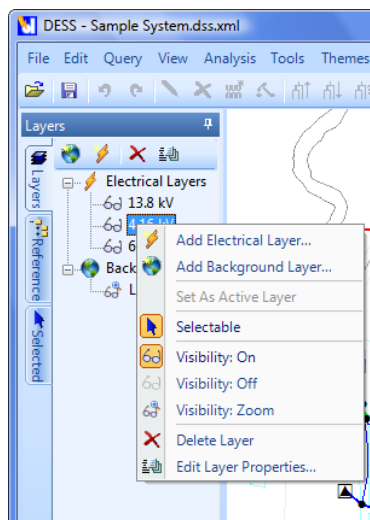 DESS - Sample System.dss.xml
File Edit Query View Analysis Tools Themes
Layers
Layers
Reference
Selected
Electrical Layers
13.8 kV
4.16 kV
6
Back
L
Add Electrical Layer...
Add Background Layer...
Set As Active Layer
Selectable
Visibility: On
Visibility: Off
Visibility: Zoom
Delete Layer
Edit Layer Properties...